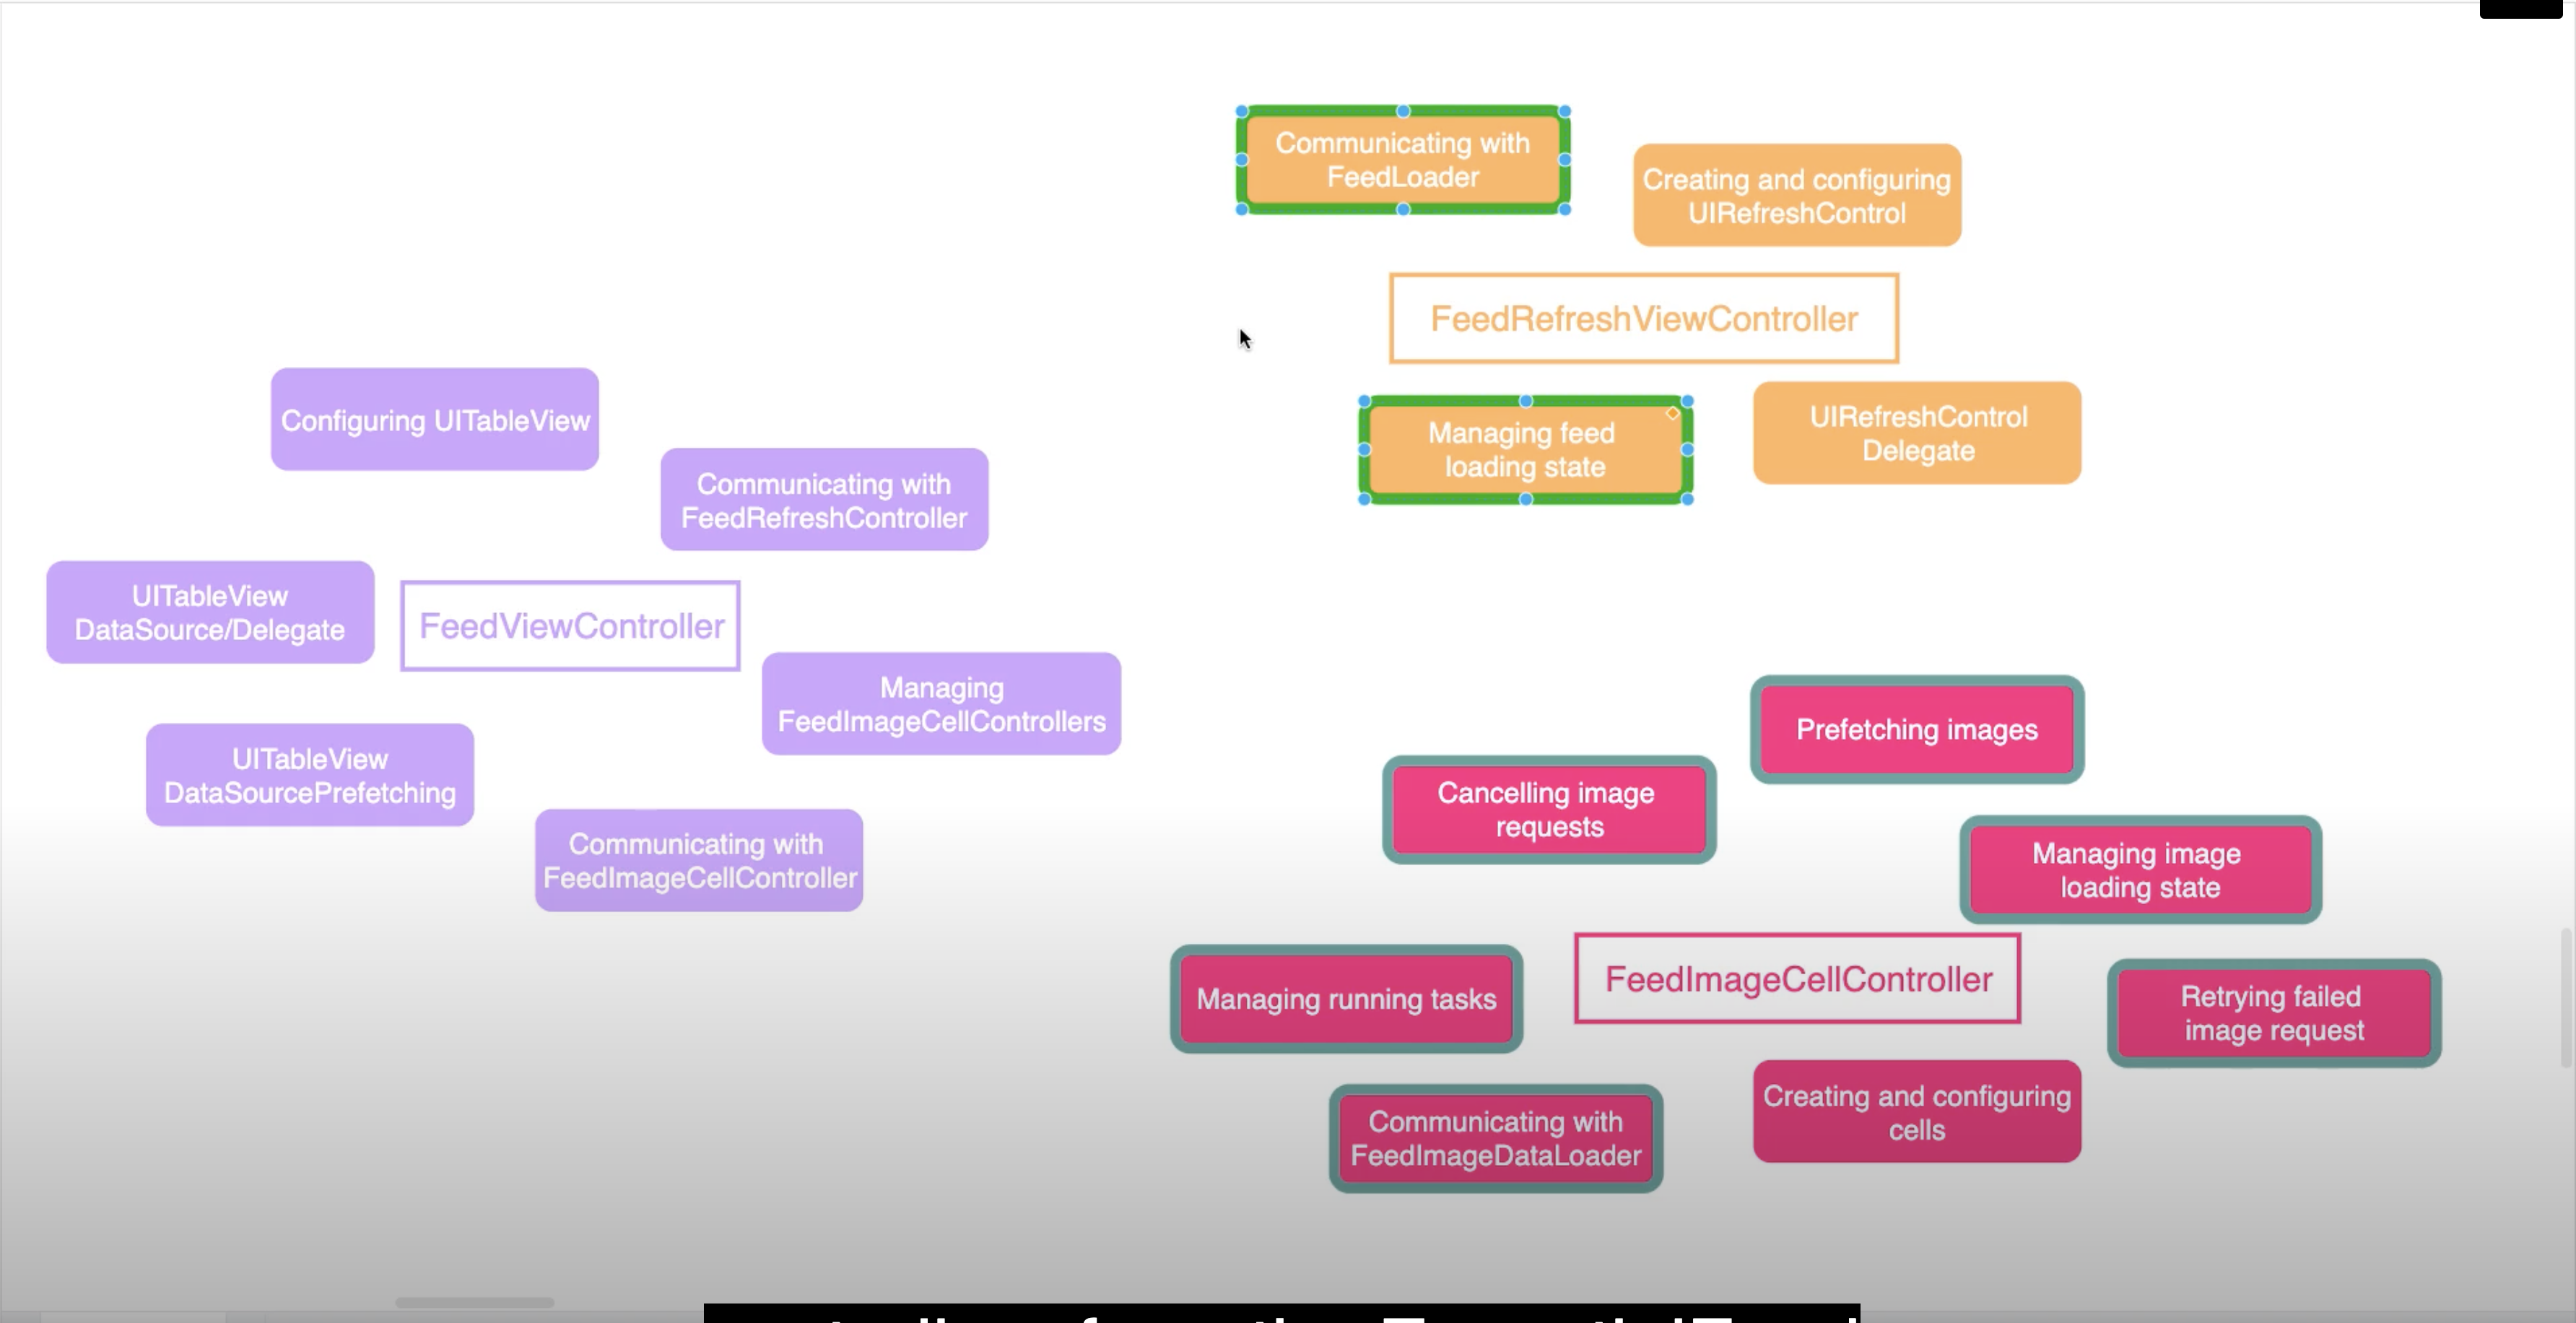 Communicating with
FeedLoader
Creating and configuring
UIRefreshControl
FeedRefreshViewController
Managing feed
loading state
UIRefreshControl
Delegate
Configuring UITableView
Communicating with
FeedRefreshController
UITableView
DataSource/Delegate
FeedViewController
Managing
FeedImageCellControllers
UITableView
DataSourcePrefetching
Communicating with
FeedImageCellController
Prefetching images
Cancelling image
requests
Managing image
loading state
Managing running tasks
FeedImageCellController
Retrying failed
image request
Communicating with
FeedImageDataLoader
Creating and configuring
cells